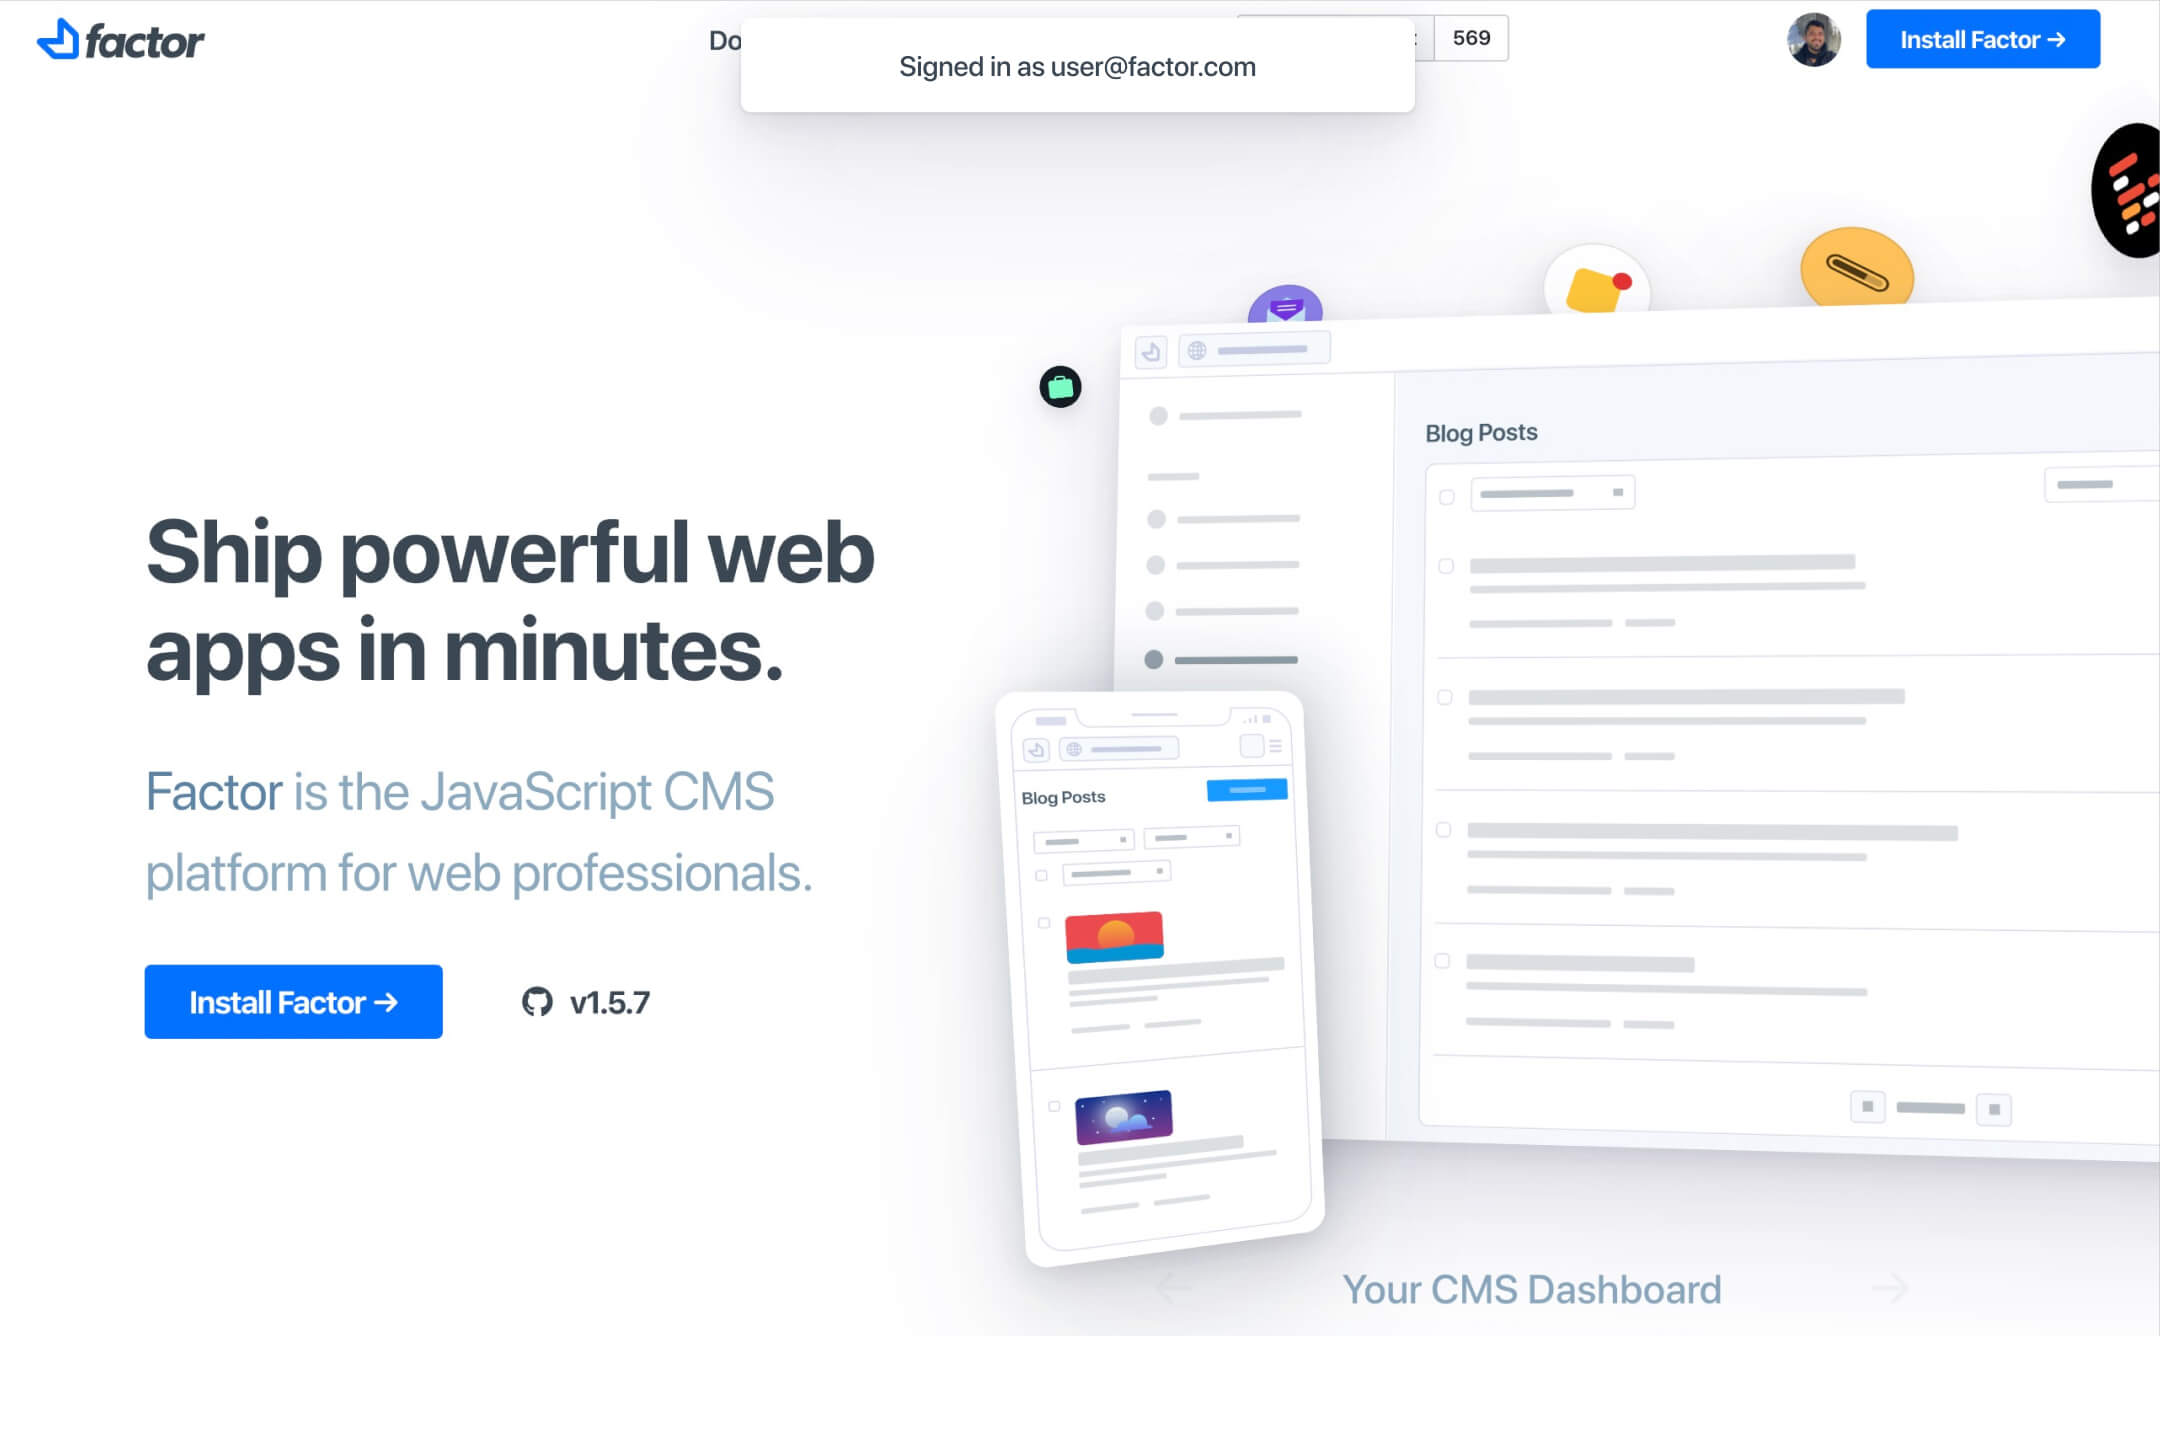 factor
Signed in as user@factor.com
569
Install Factor →
Ship powerful web
apps in minutes.
Factor is the JavaScript CMS
platform for web professionals.
Install Factor →
v1.5.7
Blog Posts
Blog Posts
Your CMS Dashboard